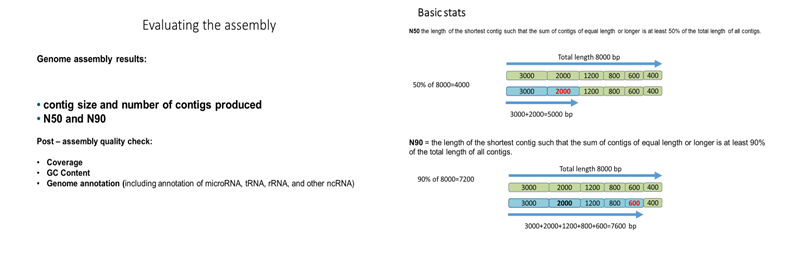 Evaluating the assembly
Genome assembly results:
• contig size and number of contigs produced
• N50 and N90
Post – assembly quality check:
• Coverage
• GC Content
• Genome annotation (including annotation of microRNA, tRNA, rRNA, and other ncRNA)
Basic stats
N50 the length of the shortest contig such that the sum of contigs of equal length or longer is at least 50% of the total length of all contigs.
Total length 8000 bp
3000 2000 1200 800 600 400
50% of 8000=4000
3000 2000 1200 800 600 400
3000+2000=5000 bp
N90 = the length of the shortest contig such that the sum of contigs of equal length or longer is at least 90%
of the total length of all contigs.
Total length 8000 bp
90% of 8000=7200
3000 2000 1200 800 600 400
3000 2000 1200 800 600 400
3000+2000+1200+800+600=7600 bp